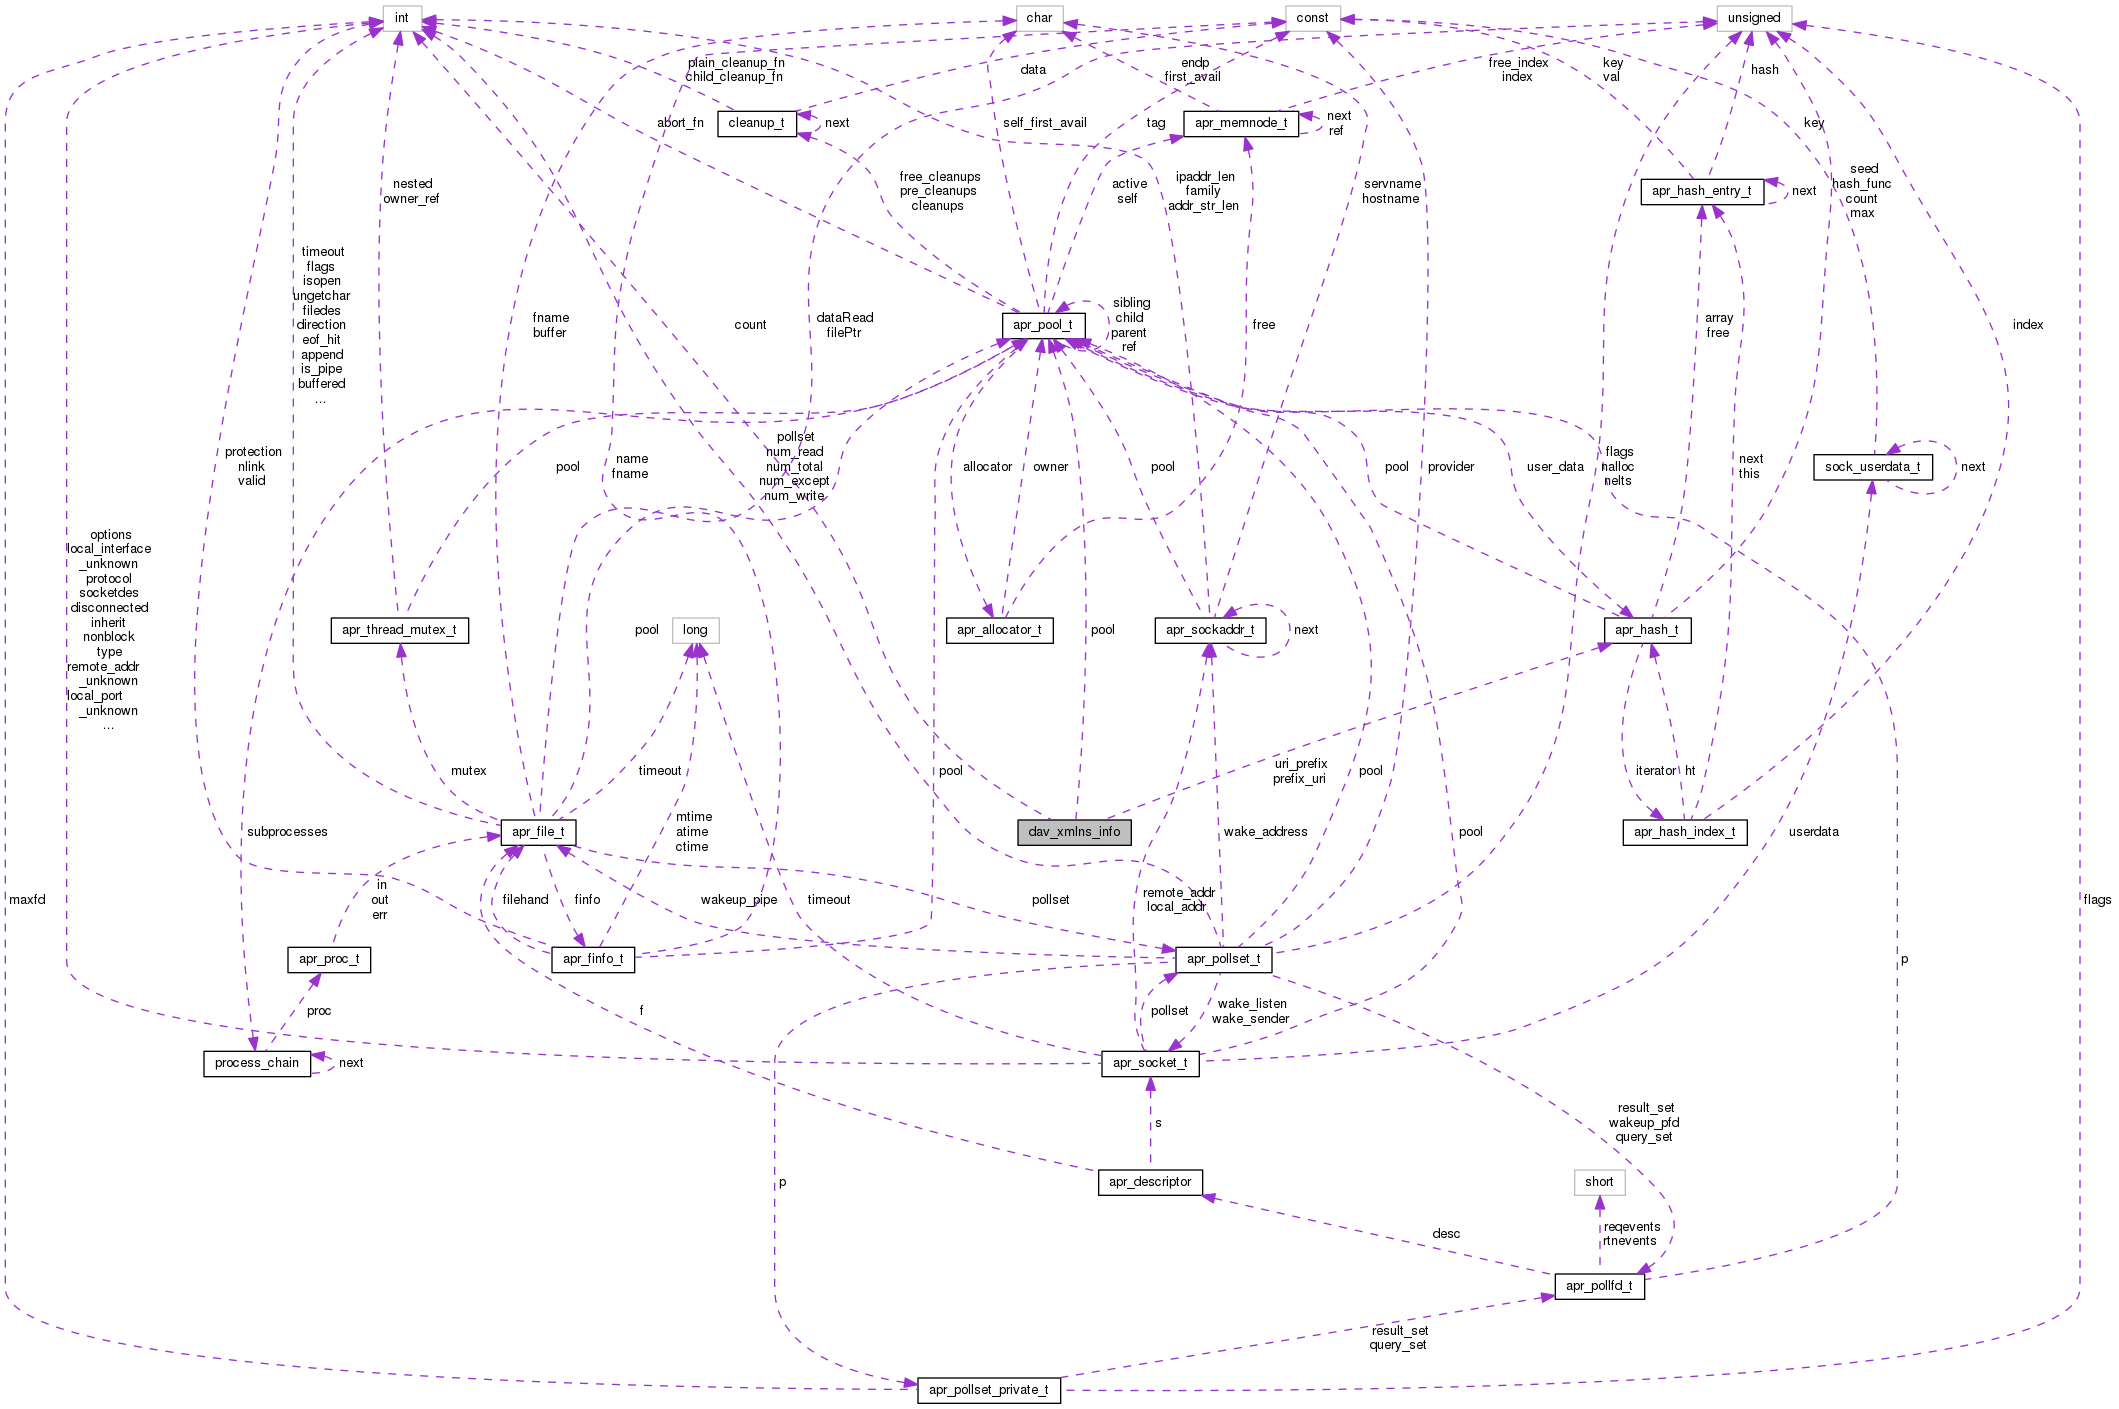 int
char
const
unsigned
plain_cleanup_fn
child_cleanup_fn
data
endp
first_avail
free_index
index
key
val
hash
cleanup_t
next
abort_fn
self_first_avail
tag
apr_memnode_t
next
ref
key
nested
owner_ref
free_cleanups
pre_cleanups
cleanups
active
self
ipaddr_len
family
addr_str_len
servname
hostname
apr_hash_entry_t
next
seed
hash_func
count
max
timeout
flags
isopen
ungetchar
filedes
direction
eof_hit
append
is_pipe
buffered
...
fname
buffer
count
dataRead
filePtr
apr_pool_t
sibling
child
parent
ref
free
array
free
index
protection
nlink
valid
pool
name
fname
pollset
num_read
num_total
num_except
num_write
allocator
owner
pool
pool
provider
user_data
flags
nalloc
nelts
next
this
sock_userdata_t
next
options
local_interface
_unknown
protocol
socketdes
disconnected
inherit
nonblock
type
remote_addr
_unknown
local_port
_unknown
...
apr_thread_mutex_t
pool
long
apr_allocator_t
pool
apr_sockaddr_t
next
apr_hash_t
mutex
timeout
pool
uri_prefix
prefix_uri
pool
iterator
ht
subprocesses
apr_file_t
mtime
atime
ctime
dav_xmlns_info
wake_address
pool
userdata
apr_hash_index_t
maxfd
in
out
err
filehand
finfo
wakeup_pipe
timeout
pollset
remote_addr
local_addr
flags
apr_proc_t
apr_finfo_t
apr_pollset_t
p
proc
f
pollset
wake_listen
wake_sender
process_chain
next
apr_socket_t
s
result_set
wakeup_pfd
query_set
p
apr_descriptor
short
desc
reqevents
rtnevents
apr_pollfd_t
result_set
query_set
apr_pollset_private_t